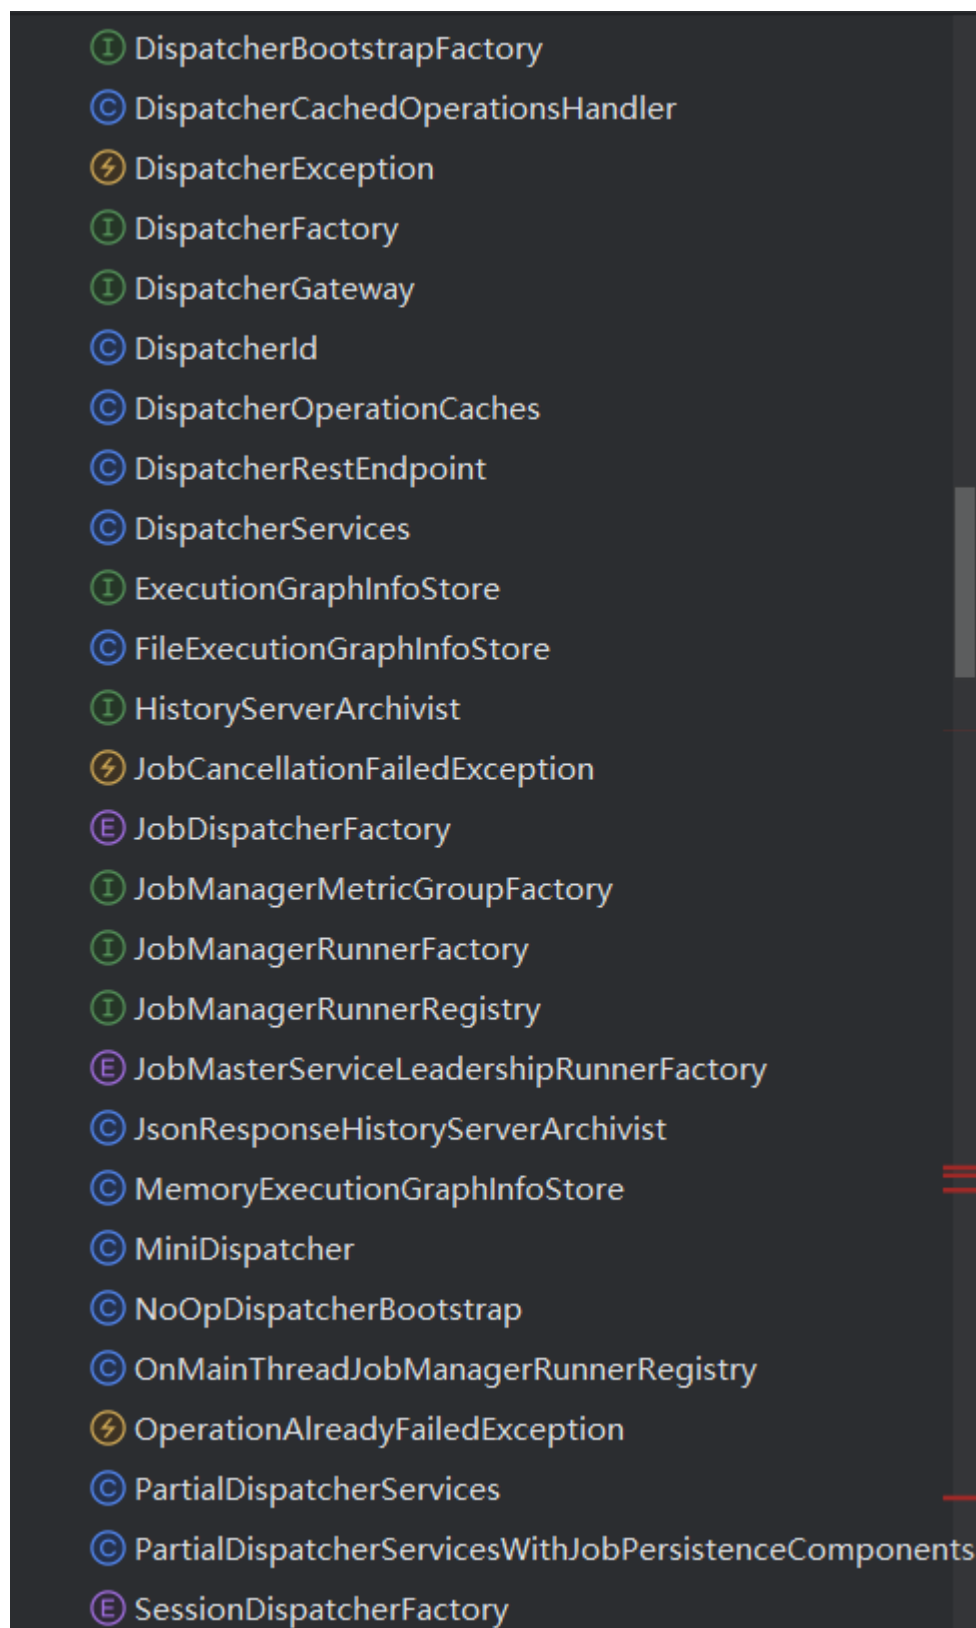 DispatcherBootstrapFactory
DispatcherCachedOperationsHandler
DispatcherException
DispatcherFactory
DispatcherGateway
DispatcherId
DispatcherOperationCaches
DispatcherRestEndpoint
DispatcherServices
ExecutionGraphInfoStore
FileExecutionGraphInfoStore
HistoryServerArchivist
JobCancellationFailedException
JobDispatcherFactory
JobManagerMetricGroupFactory
JobManagerRunnerFactory
JobManagerRunnerRegistry
JobMasterServiceLeadershipRunnerFactory
JsonResponseHistoryServerArchivist
MemoryExecutionGraphInfoStore
MiniDispatcher
NoOpDispatcherBootstrap
OnMainThreadJobManagerRunnerRegistry
OperationAlreadyFailedException
PartialDispatcherServices
PartialDispatcherServicesWithJobPersistenceComponents
SessionDispatcherFactory